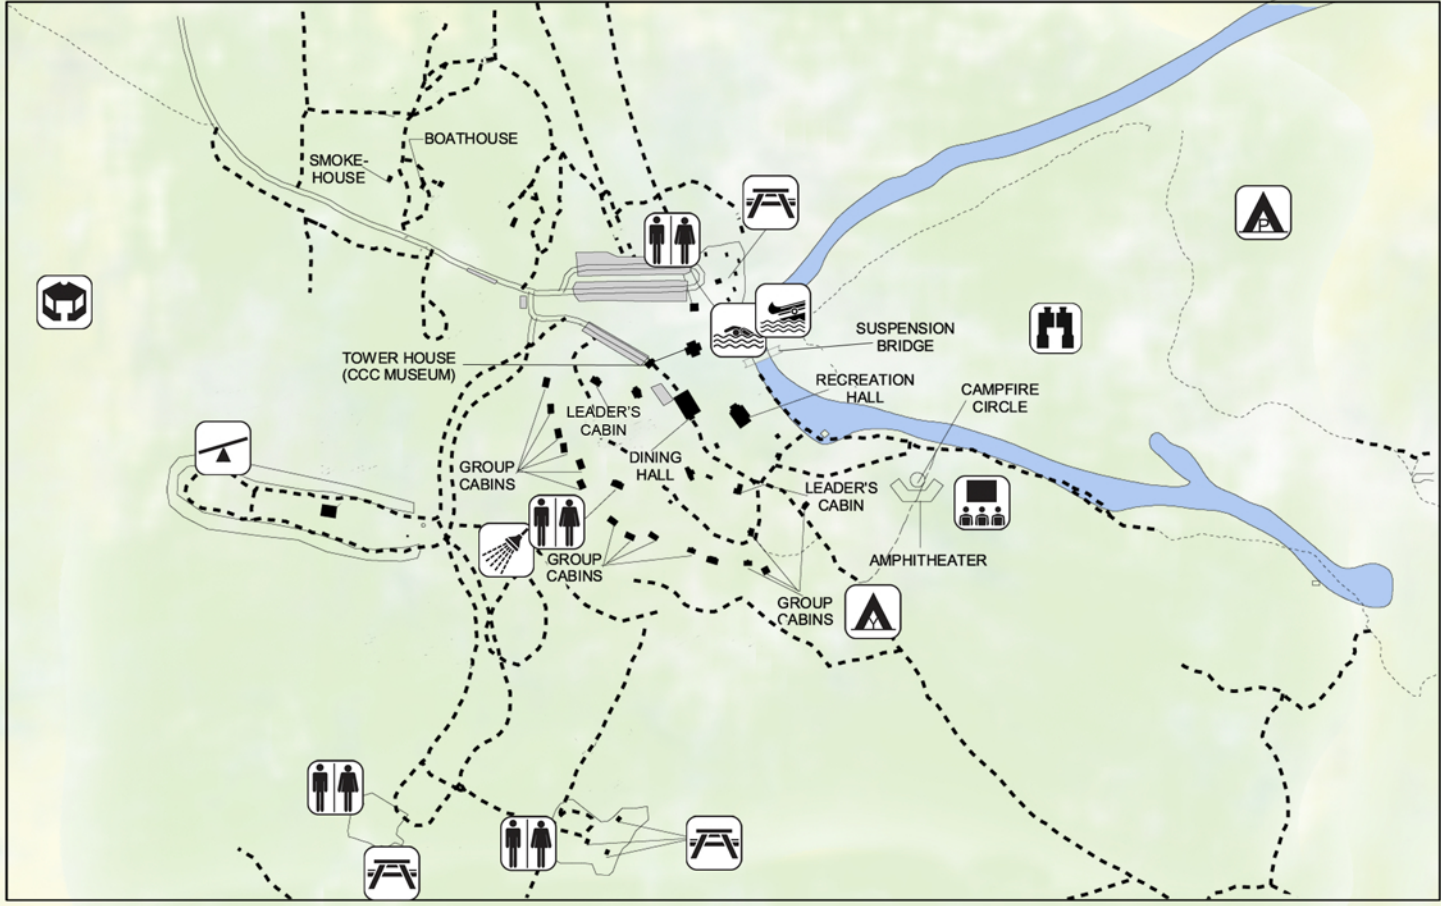 BOATHOUSE
SMOKE-
HOUSE
SUSPENSION
BRIDGE
TOWER HOUSE
(CCC MUSEUM)
RECREATION
HALL
CAMPFIRE
CIRCLE
LEADER'S
CABIN
DINING
HALL
GROUP
CABINS
LEADER'S
CABIN
GROUP
CABINS
AMPHITHEATER
GROUP
CABINS
P